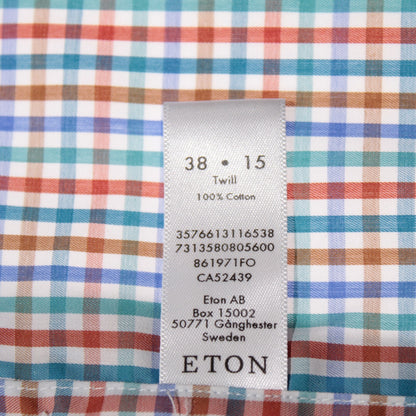 38 • 15
Twill
100% Cotton
3576613116538
7313580805600
861971FO
CA52439
Eton AB
Box 15002
50771 Gånghester
Sweden
ETON